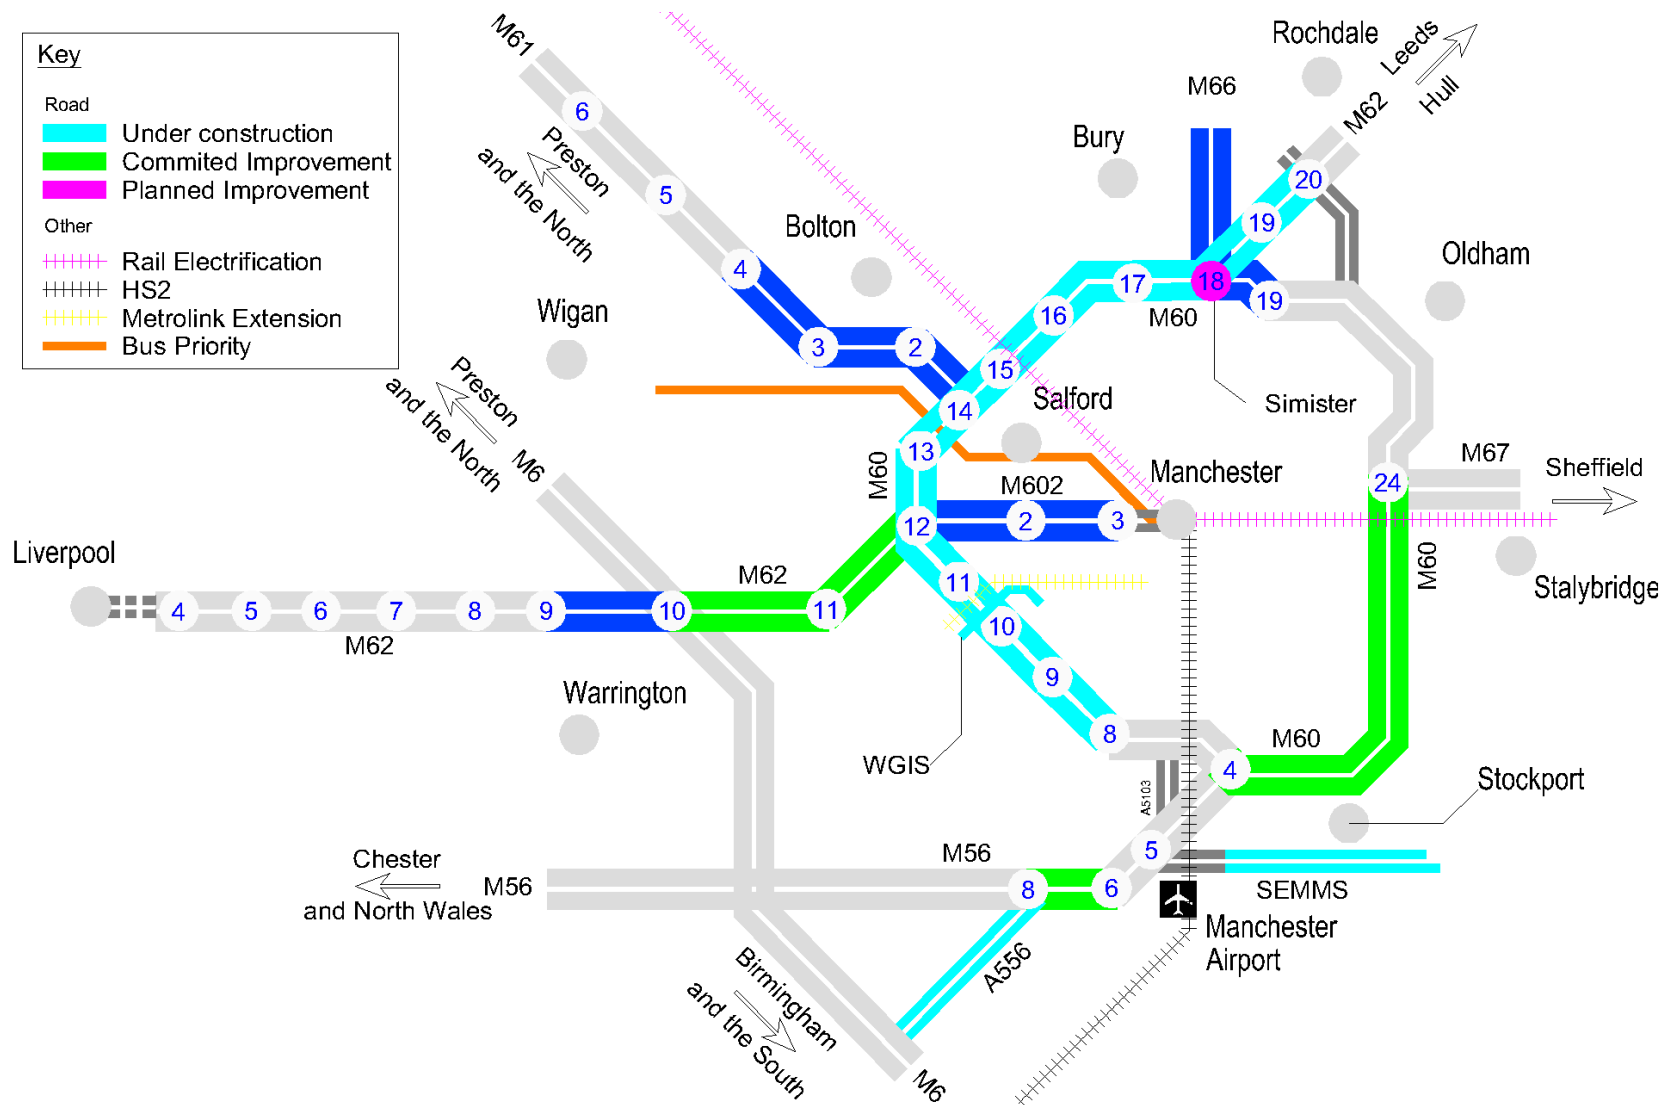 Key
Road
Under construction
Commited Improvement
Planned Improvement
Other
Rail Electrification
HS2
Metrolink Extension
Bus Priority
M61
6
Preston
and the North
5
4
3
2
Bolton
Wigan
Bury
M66
Rochdale
Leeds
Hull
M62
20
19
18
19
17
16
15
14
13
12
M60
M60
Oldham
Simister
Salford
Manchester
M602
2
3
M67
24
Sheffield
M60
Stalybridge
Preston
and the North
M6
Liverpool
4
5
6
7
8
9
10
11
M62
M62
11
10
9
8
WGIS
Warrington
4
M60
Stockport
A5103
5
6
8
M56
M56
Chester
and North Wales
SEMMS
Manchester
Airport
A556
Birmingham
and the South
M6